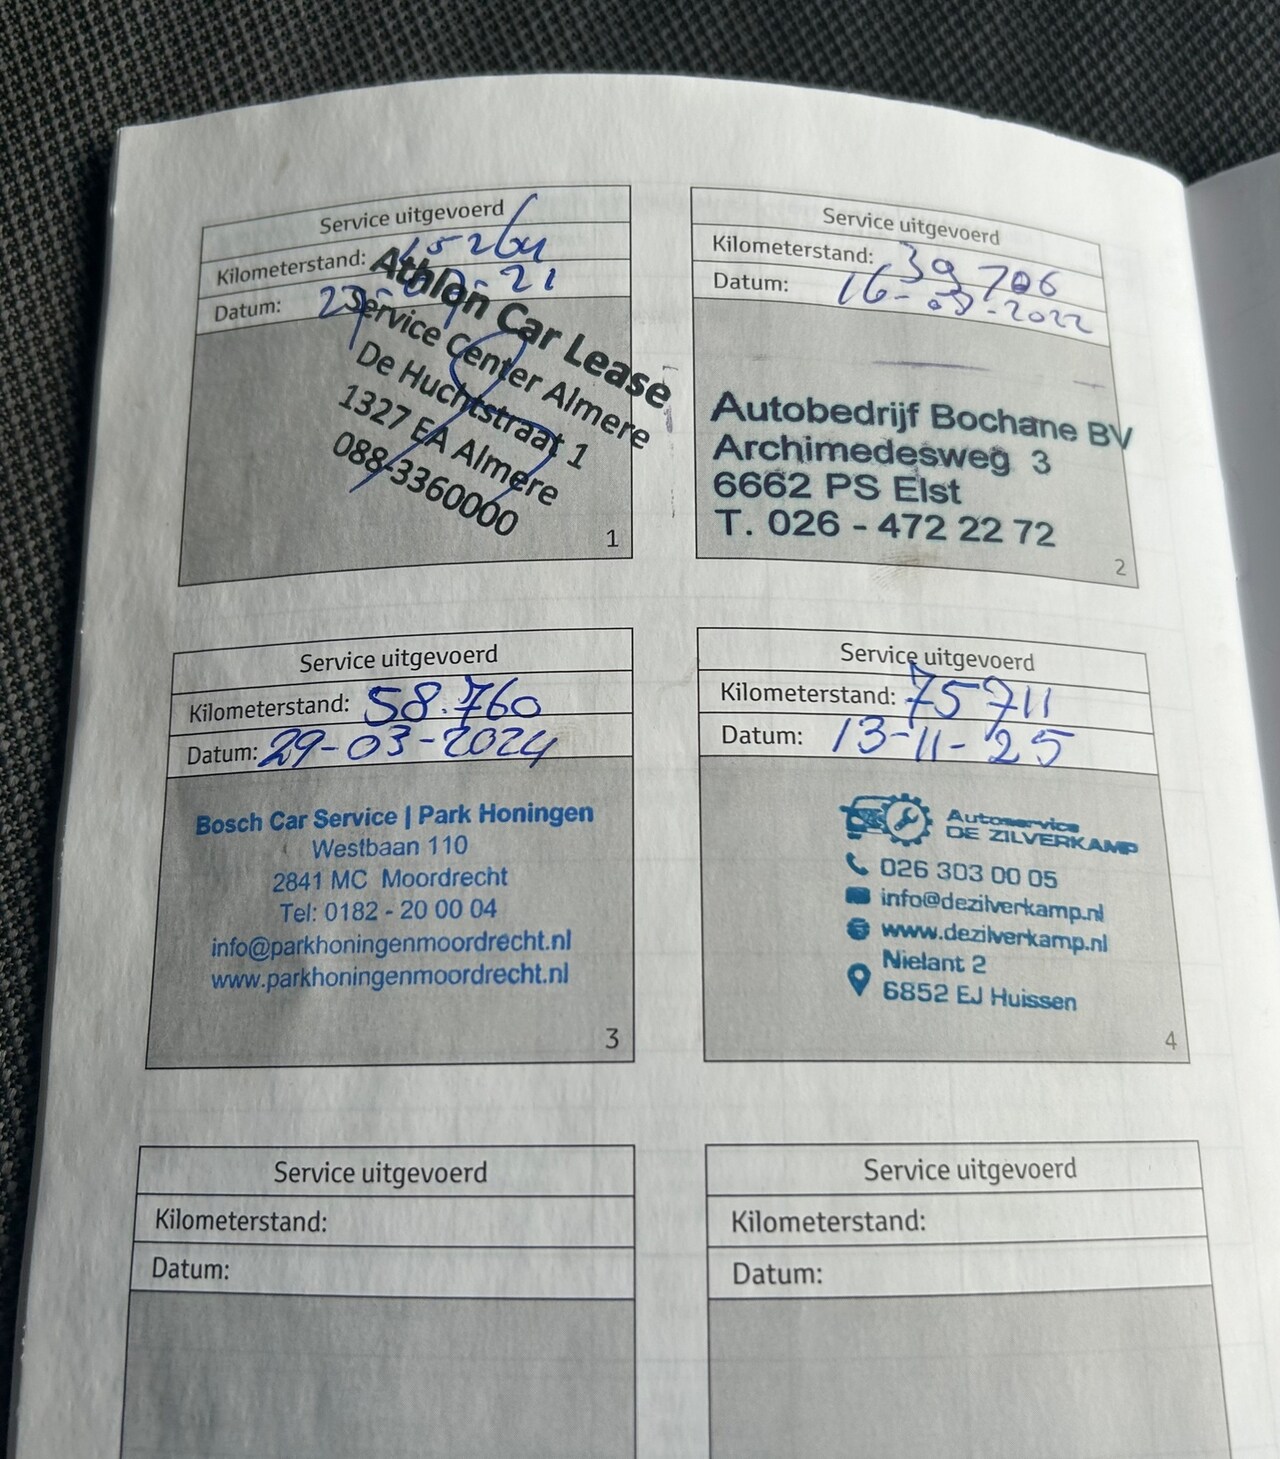 Service uitgevoerd
Kilometerstand:
Datum:
Athlon Car Lease
Service Center Almere
De Huchtstraat 1
1327 EA Almere
088-3360000
1
Service uitgevoerd
Kilometerstand: 39706
Datum: 16-08-2022
Autobedrijf Bochane BV
Archimedesweg 3
6662 PS Elst
T. 026 - 472 22 72
2
Service uitgevoerd
Kilometerstand: 58.760
Datum: 29-03-2024
Bosch Car Service | Park Honingen
Westbaan 110
2841 MC Moordrecht
Tel: 0182 - 20 00 04
info@parkhoningenmoordrecht.nl
www.parkhoningenmoordrecht.nl
3
Service uitgevoerd
Kilometerstand: 75711
Datum: 13-11-25
Autoservice
DE ZILVERKAMP
026 303 00 05
info@dezilverkamp.nl
www.dezilverkamp.nl
Nielant 2
6852 EJ Huissen
4
Service uitgevoerd
Kilometerstand:
Datum:
Service uitgevoerd
Kilometerstand:
Datum: